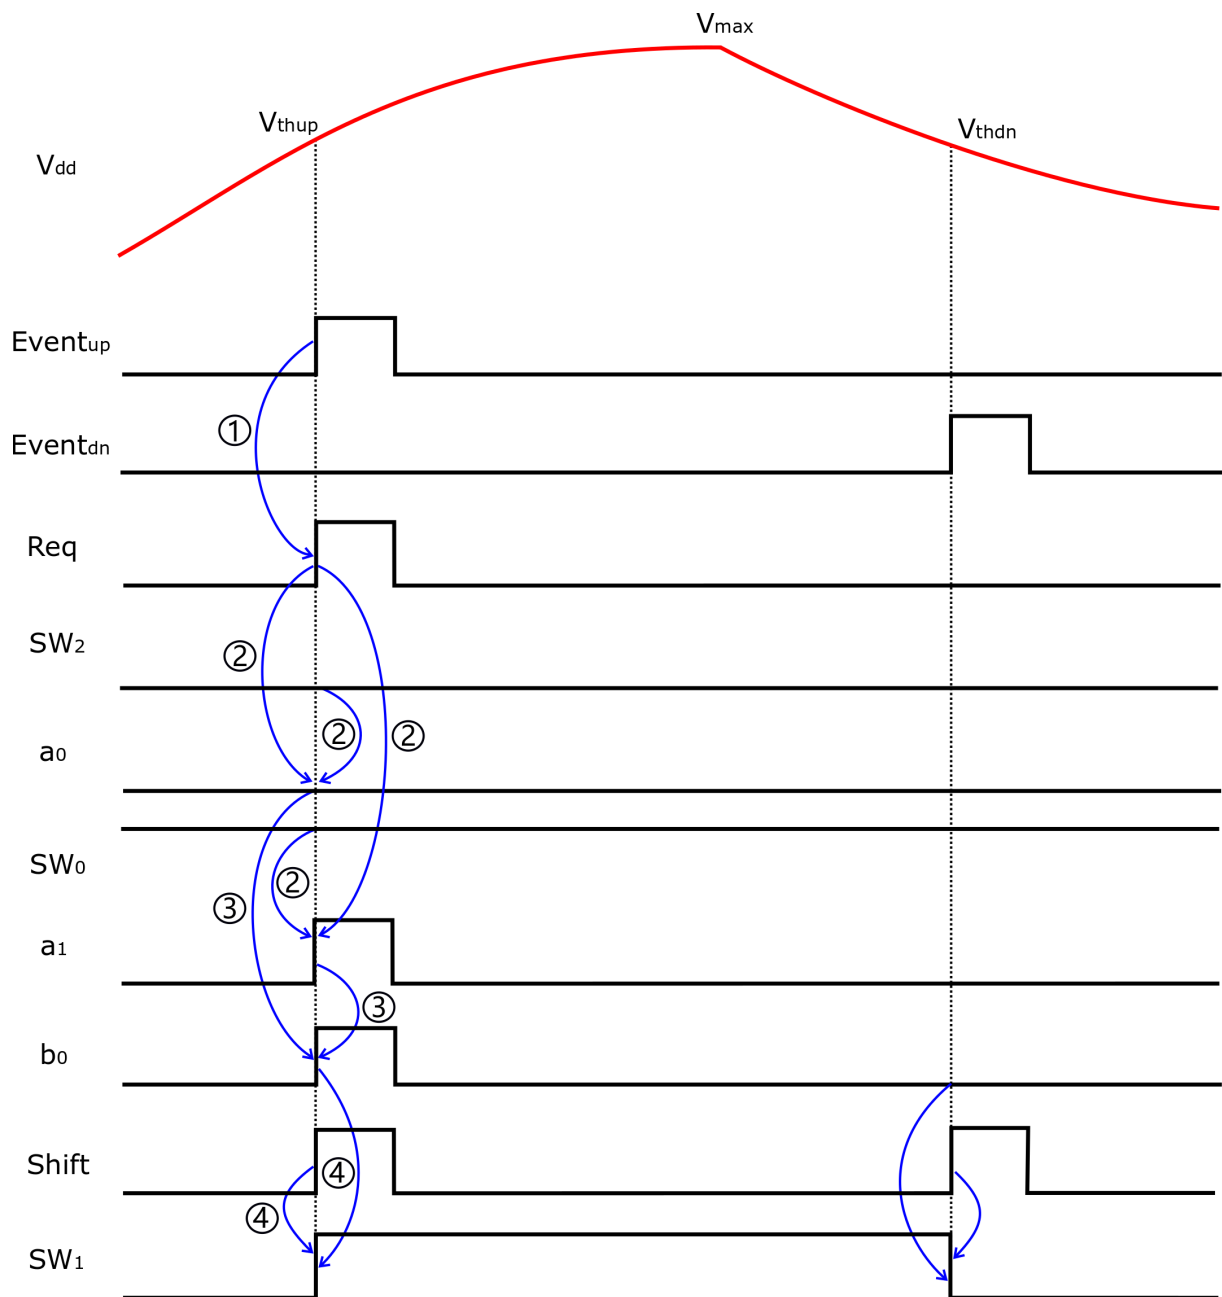 Vmax
Vthup
Vthdn
Vdd
Eventup
①
Eventdn
Req
SW2
②
② ②
a0
SW0
②
③
a1
③
b0
Shift
④
④
SW1